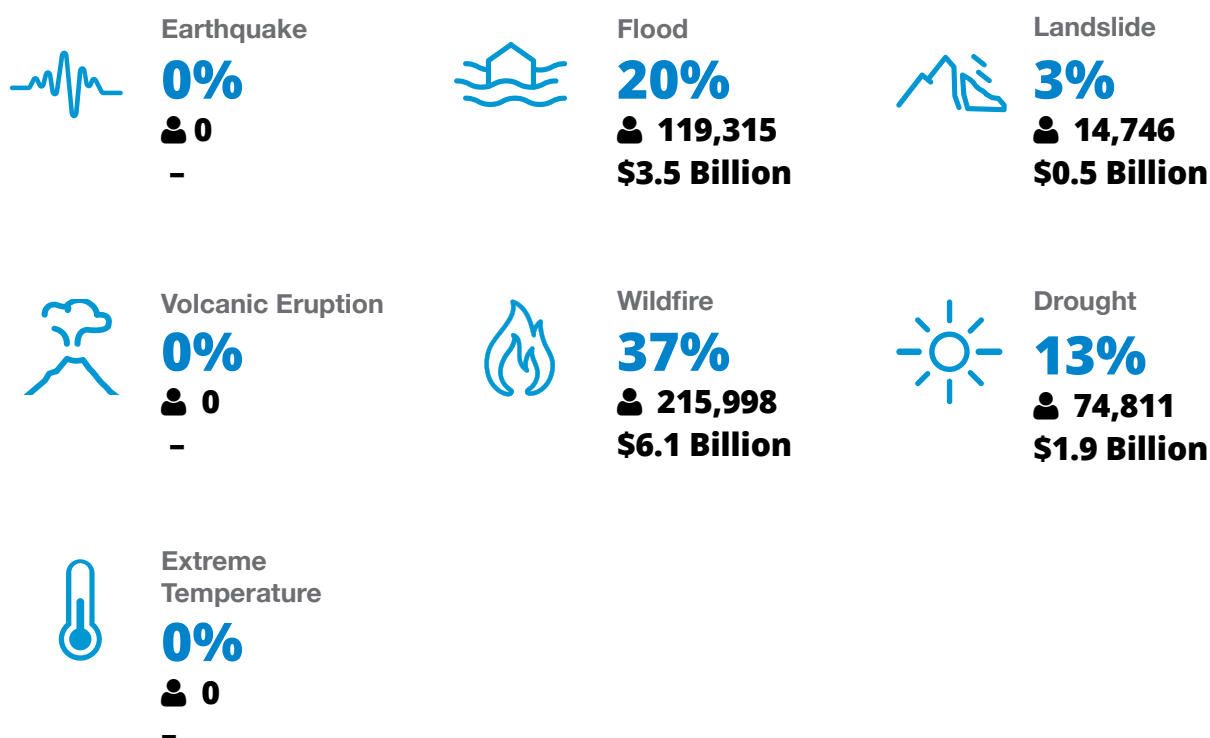 Earthquake
0%
0
–
Flood
20%
119,315
$3.5 Billion
Landslide
3%
14,746
$0.5 Billion
Volcanic Eruption
0%
0
–
Wildfire
37%
215,998
$6.1 Billion
Drought
13%
74,811
$1.9 Billion
Extreme
Temperature
0%
0
–